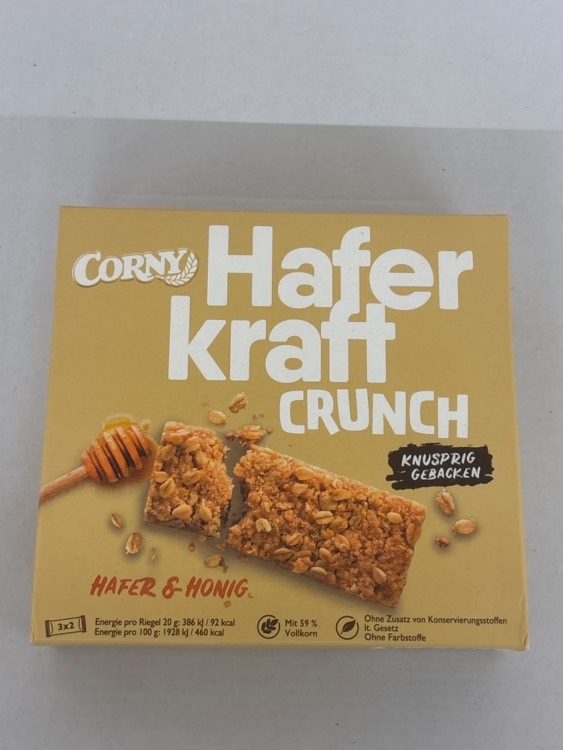 CORNY
Hafer
kraft
CRUNCH
KNUSPRIG
GEBACKEN
HAFER & HONIG
3x2
Energie pro Riegel 20 g: 386 kJ / 92 kcal
Energie pro 100 g: 1928 kJ / 460 kcal
Mit 59 %
Vollkorn
Ohne Zusatz von Konservierungsstoffen
lt. Gesetz
Ohne Farbstoffe